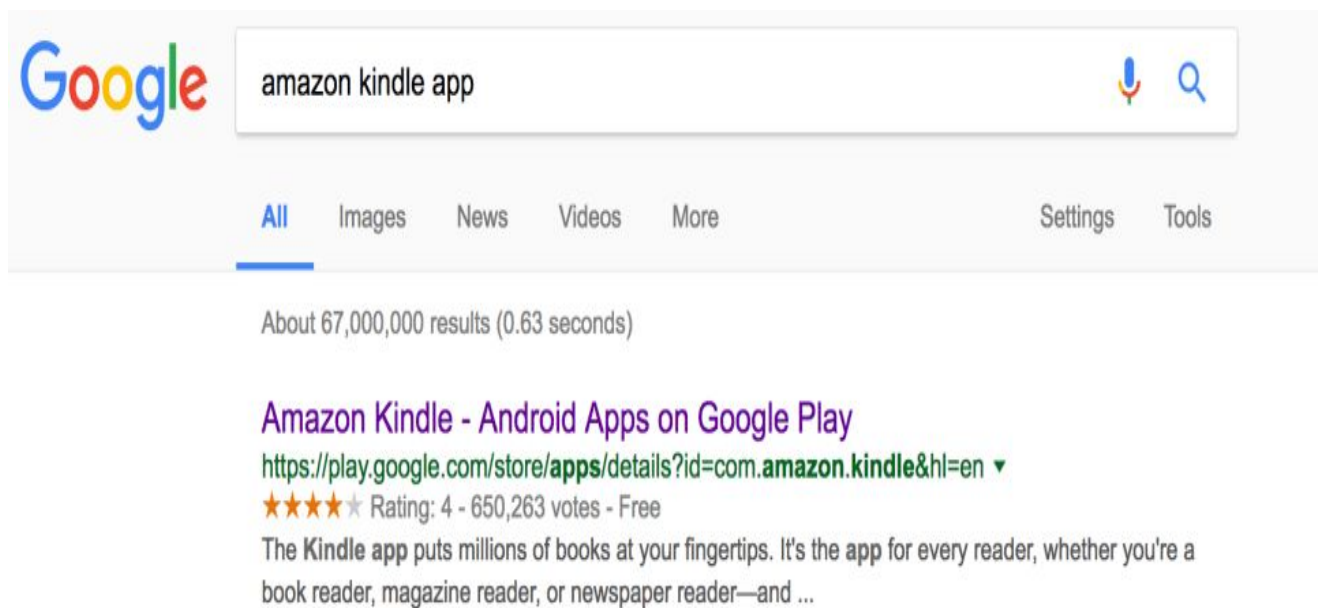 Google
amazon kindle app
All Images News Videos More Settings Tools
About 67,000,000 results (0.63 seconds)
Amazon Kindle - Android Apps on Google Play
https://play.google.com/store/apps/details?id=com.amazon.kindle&hl=en ▼
★★★★★ Rating: 4 - 650,263 votes - Free
The Kindle app puts millions of books at your fingertips. It's the app for every reader, whether you're a
book reader, magazine reader, or newspaper reader—and ...